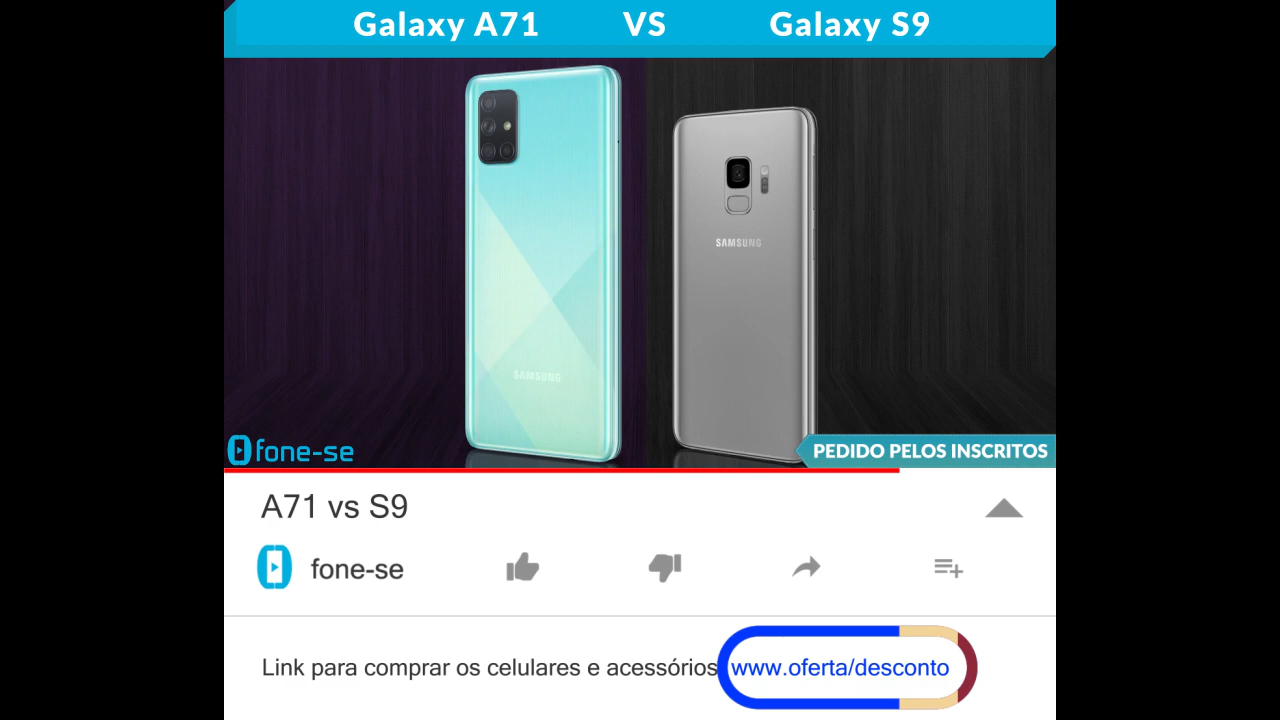 Galaxy A71 VS Galaxy S9
SAMSUNG
SAMSUNG
fone-se
PEDIDO PELOS INSCRITOS
A71 vs S9
fone-se
Link para comprar os celulares e acessórios www.oferta/desconto